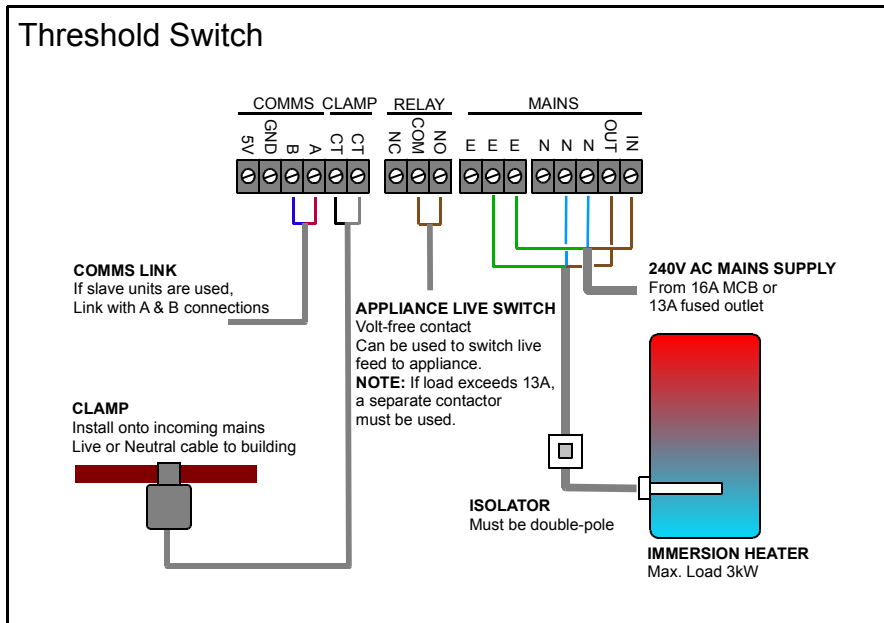 Threshold Switch
COMMS CLAMP RELAY MAINS
5V GND B A CT CT NC COM NO E E E N N N OUT IN
COMMS LINK
If slave units are used,
Link with A & B connections
APPLIANCE LIVE SWITCH
Volt-free contact
Can be used to switch live
feed to appliance.
NOTE: If load exceeds 13A,
a separate contactor
must be used.
240V AC MAINS SUPPLY
From 16A MCB or
13A fused outlet
CLAMP
Install onto incoming mains
Live or Neutral cable to building
ISOLATOR
Must be double-pole
IMMERSION HEATER
Max. Load 3kW